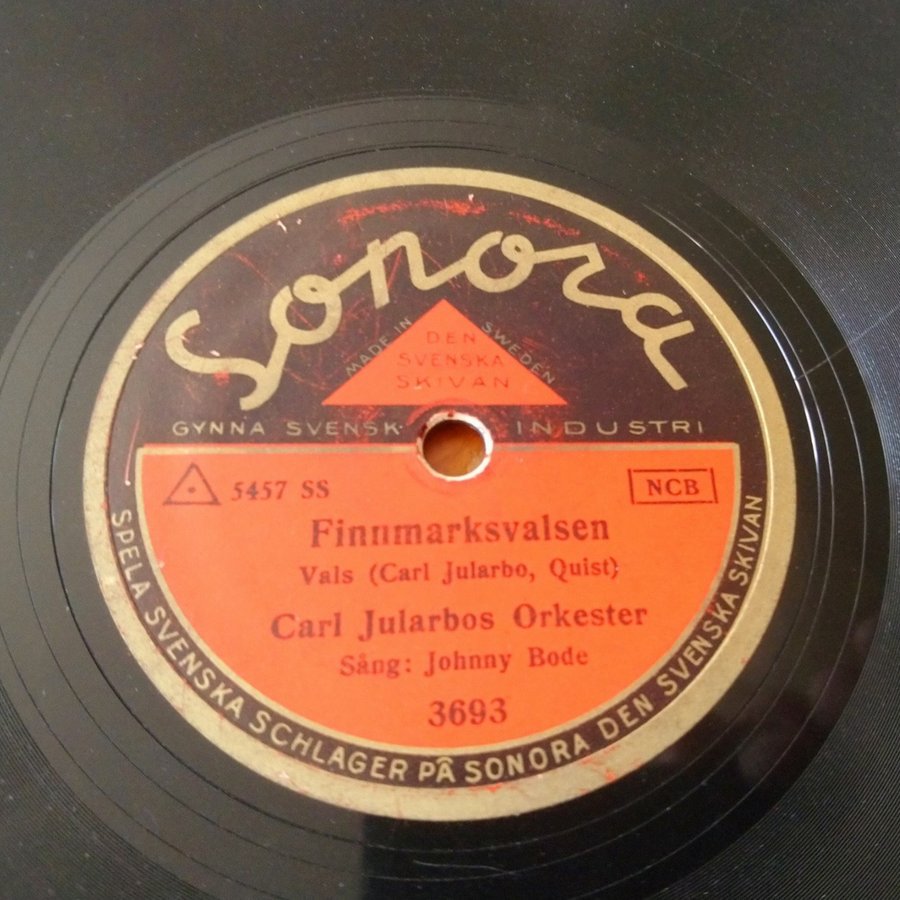 Sonora
MADE IN SWEDEN
DEN
SVENSKA
SKIVAN
GYNNA SVENSK INDUSTRI
5457 SS
NCB
Finnmarksvalsen
Vals (Carl Jularbo, Quist)
Carl Jularbos Orkester
Sång: Johnny Bode
3693
SPELA SVENSKA SCHLAGER PÅ SONORA DEN SVENSKA SKIVAN